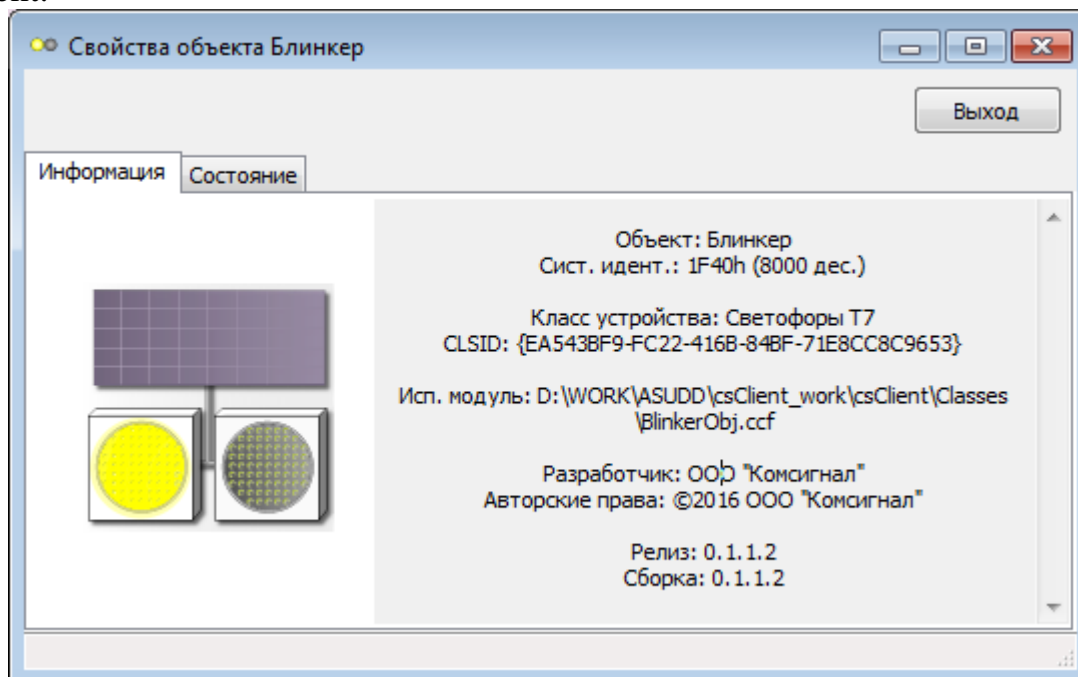 Свойства объекта Блинкер
Выход
Информация Состояние
Объект: Блинкер
Сист. идент.: 1F40h (8000 дес.)
Класс устройства: Светофоры Т7
CLSID: {EA543BF9-FC22-416B-84BF-71E8CC8C9653}
Исп. модуль: D:\WORK\ASUDD\csClient_work\csClient\Classes
\BlinkerObj.ccf
Разработчик: ООО "Комсигнал"
Авторские права: ©2016 ООО "Комсигнал"
Релиз: 0.1.1.2
Сборка: 0.1.1.2